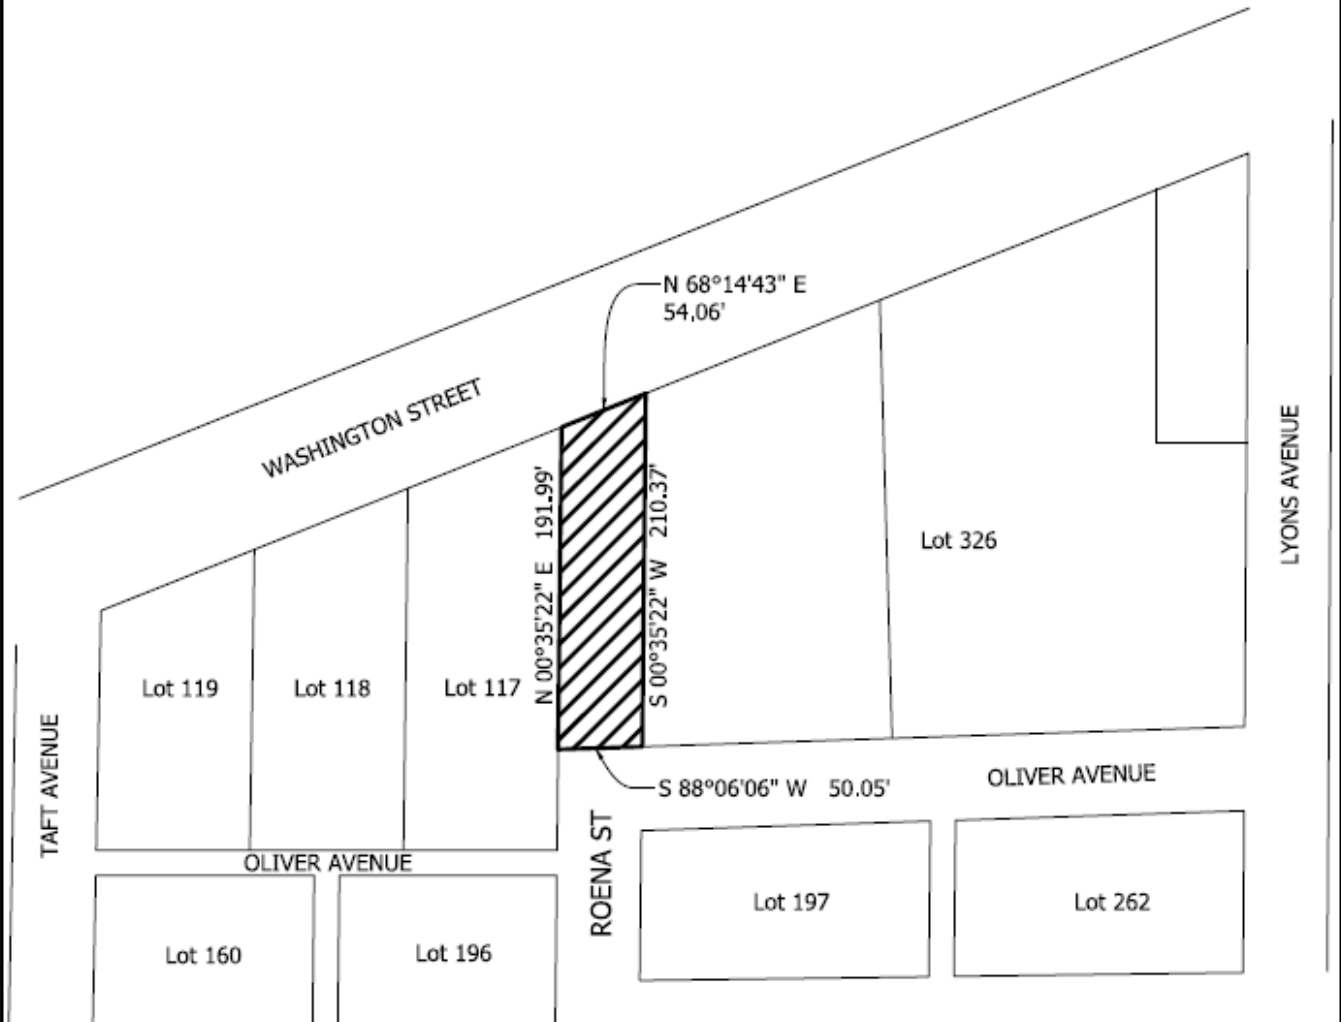 N 68°14'43" E
54.06'
WASHINGTON STREET
N 00°35'22" E 191.99'
S 00°35'22" W 210.37'
LYONS AVENUE
Lot 326
Lot 119
Lot 118
Lot 117
TAFT AVENUE
S 88°06'06" W 50.05'
OLIVER AVENUE
OLIVER AVENUE
ROENA ST
Lot 197
Lot 262
Lot 160
Lot 196